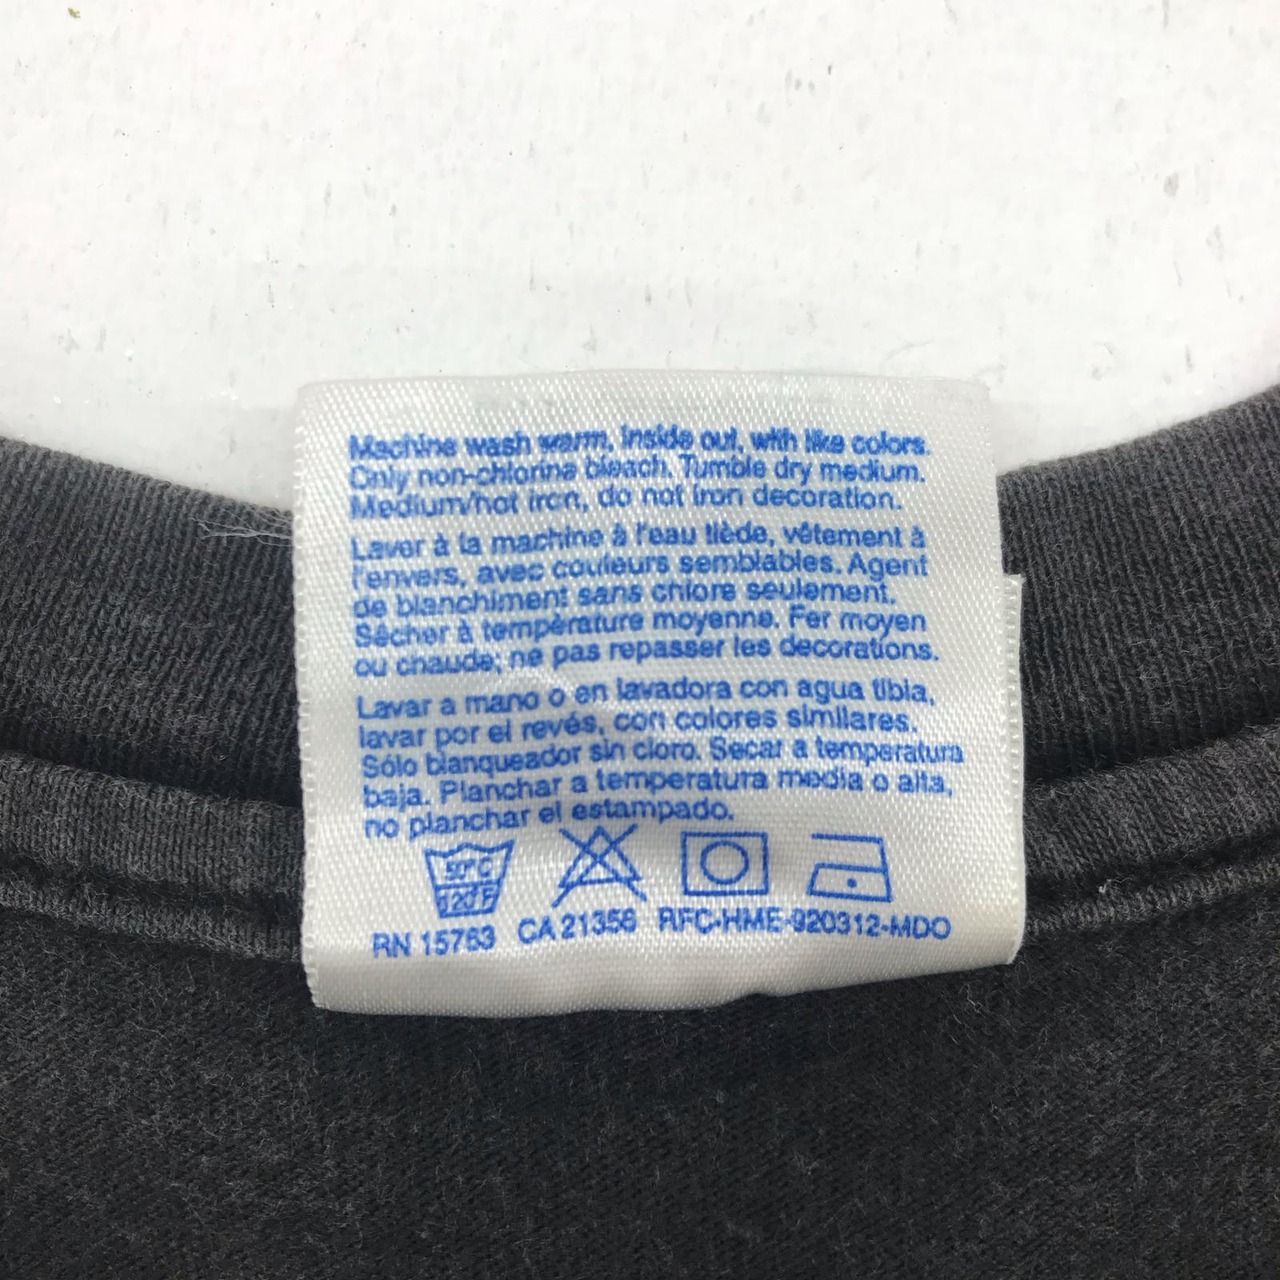 Machine wash warm, inside out, with like colors.
Only non-chlorine bleach. Tumble dry medium.
Medium/hot iron, do not iron decoration.
Laver à la machine à l'eau tiède, vêtement à
l'envers, avec couleurs semblables. Agent
de blanchiment sans chlore seulement.
Sécher à température moyenne. Fer moyen
ou chaude; ne pas repasser les decorations.
Lavar a mano o en lavadora con agua tibia,
lavar por el revés, con colores similares.
Sólo blanqueador sin cloro. Secar a temperatura
baja. Planchar a temperatura media o alta,
no planchar el estampado.
50°C
120°F
RN 15763 CA 21356 RFC-HME-920312-MDO